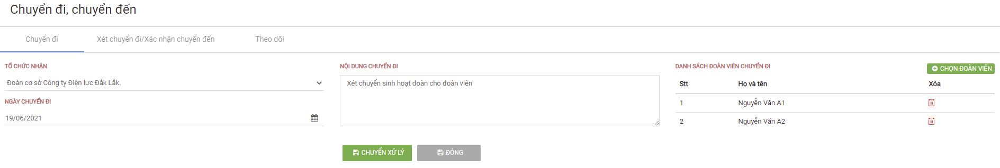 Chuyển đi, chuyển đến
Chuyển đi
Xét chuyển đi/Xác nhận chuyển đến
Theo dõi
TỔ CHỨC NHẬN
Đoàn cơ sở Công ty Điện lực Đắk Lắk.
NGÀY CHUYỂN ĐI
19/06/2021
NỘI DUNG CHUYỂN ĐI
Xét chuyển sinh hoạt đoàn cho đoàn viên
DANH SÁCH ĐOÀN VIÊN CHUYỂN ĐI
CHỌN ĐOÀN VIÊN
Stt Họ và tên Xóa
1 Nguyễn Văn A1
2 Nguyễn Văn A2
CHUYỂN XỬ LÝ
ĐÓNG